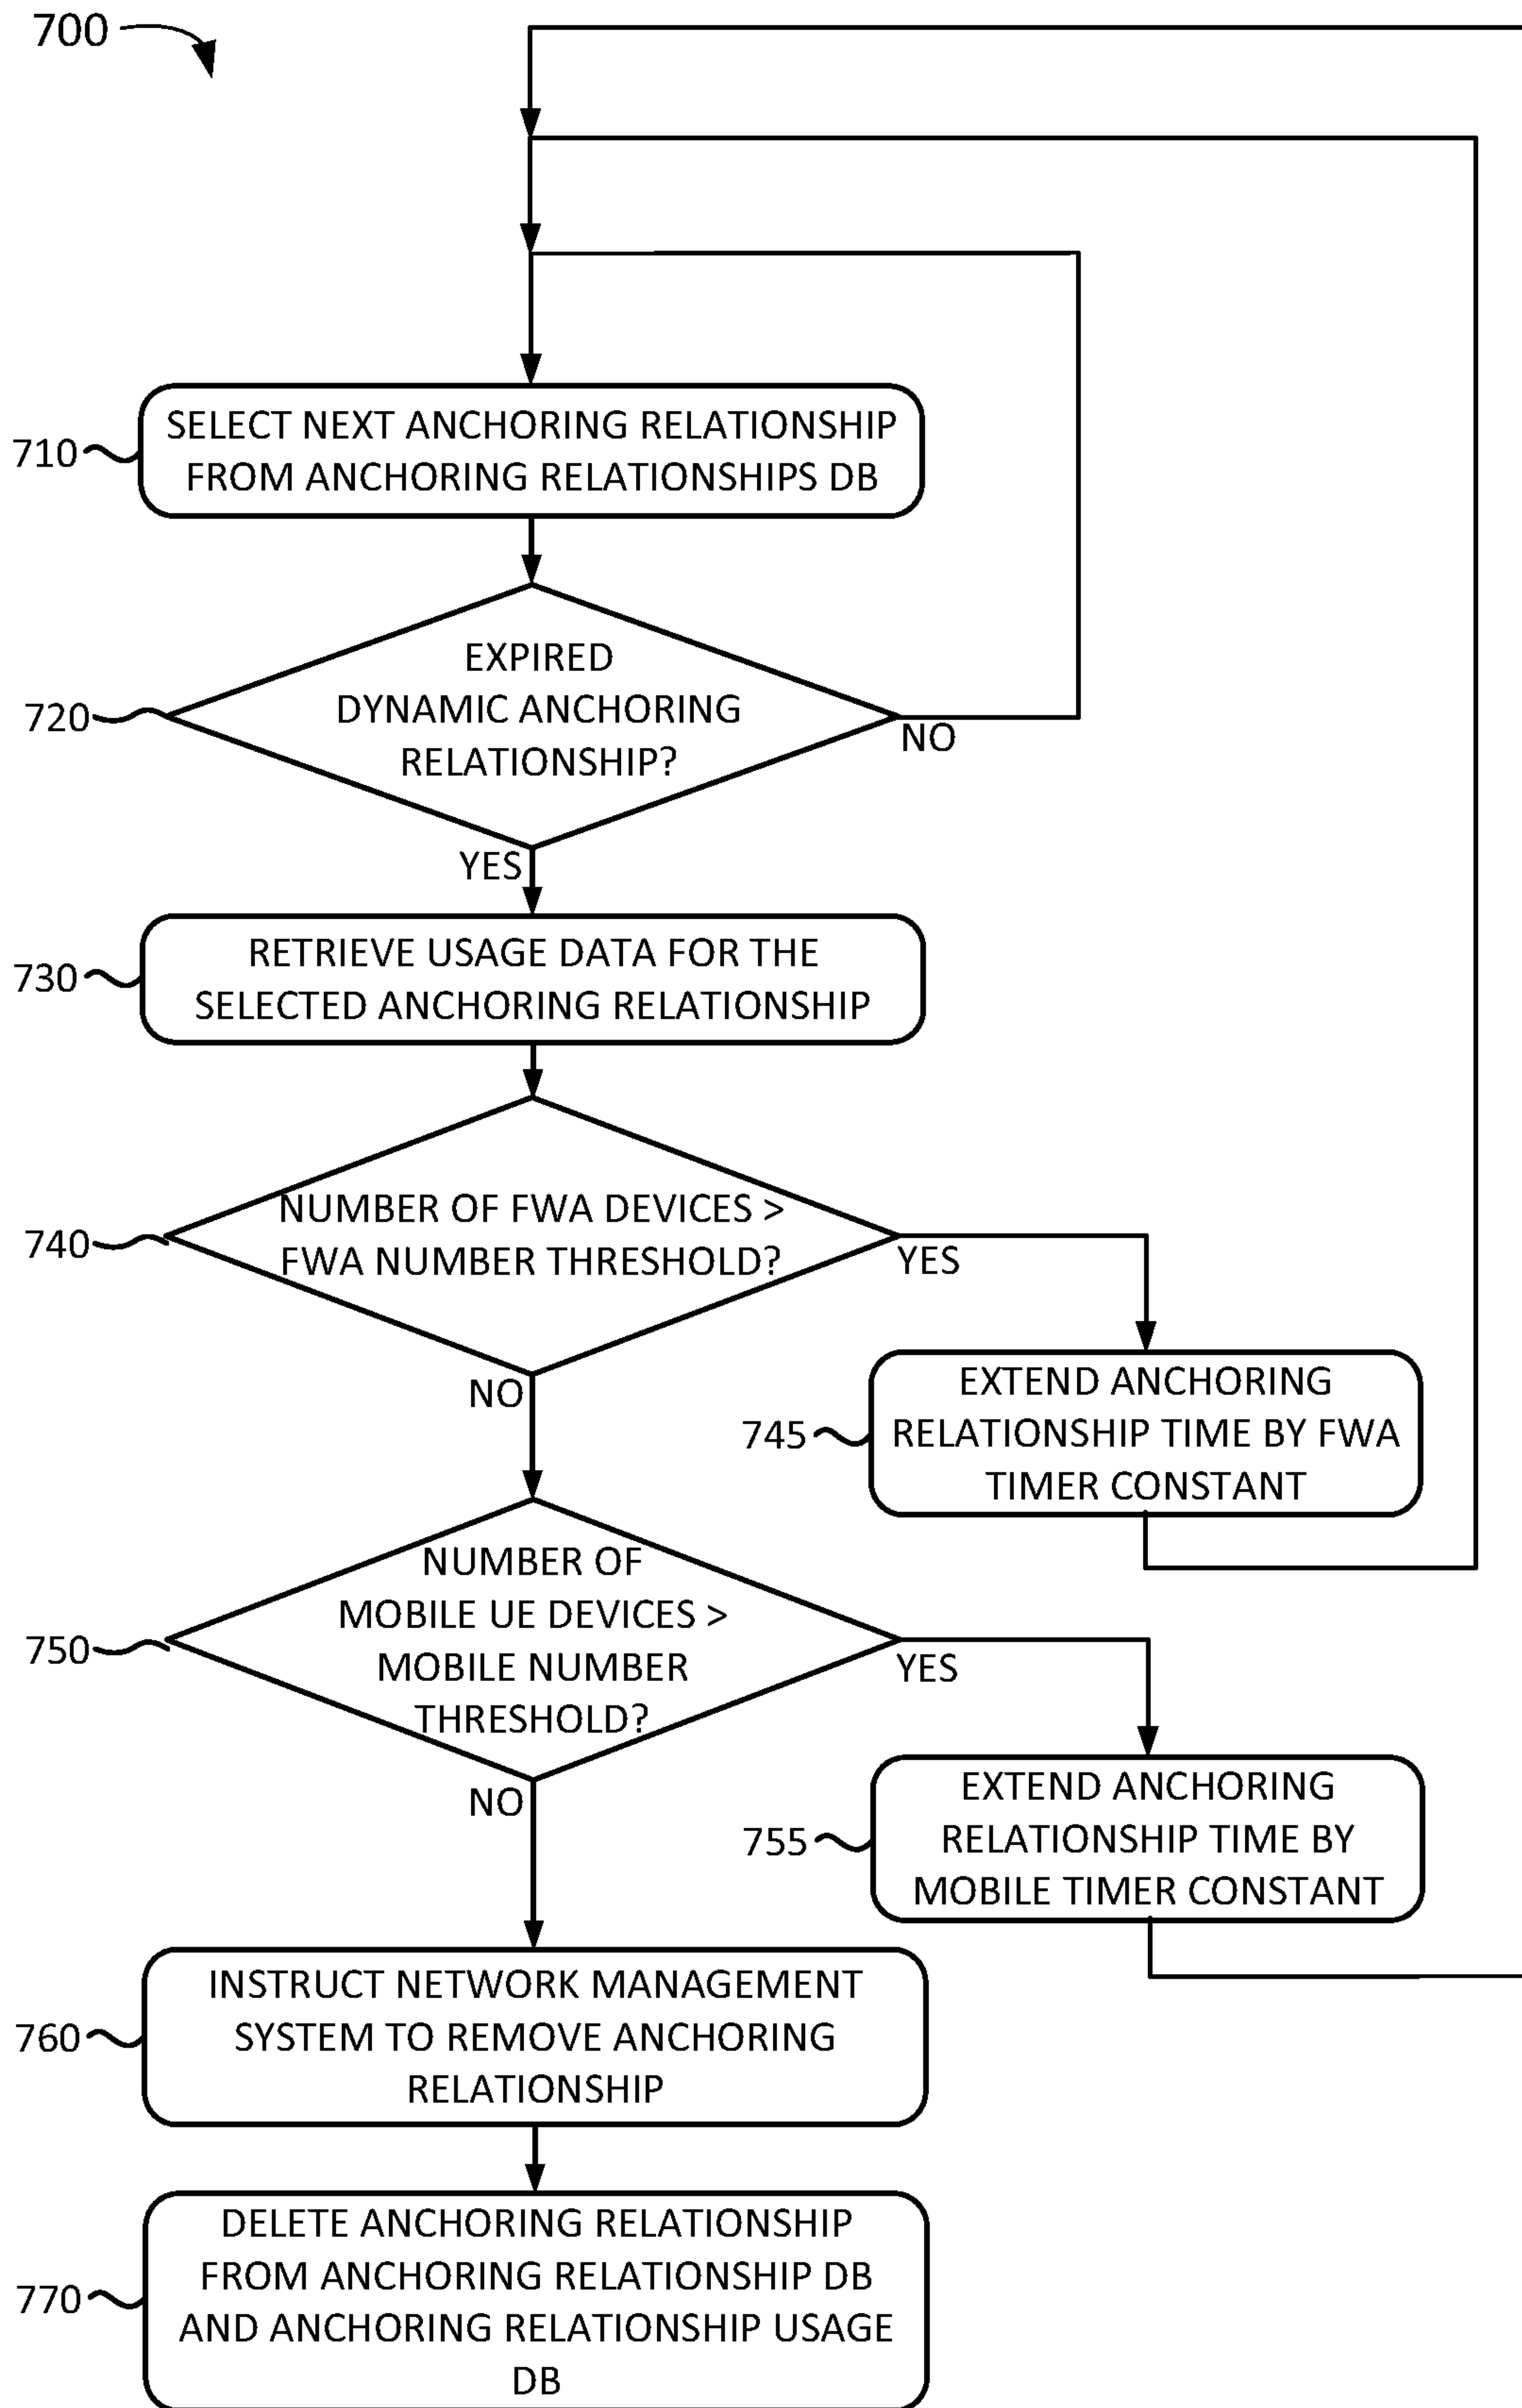 700
SELECT NEXT ANCHORING RELATIONSHIP
FROM ANCHORING RELATIONSHIPS DB
710
EXPIRED
DYNAMIC ANCHORING
RELATIONSHIP?
720
NO
YES
RETRIEVE USAGE DATA FOR THE
SELECTED ANCHORING RELATIONSHIP
730
NUMBER OF FWA DEVICES >
FWA NUMBER THRESHOLD?
740
YES
NO
EXTEND ANCHORING
RELATIONSHIP TIME BY FWA
TIMER CONSTANT
745
NUMBER OF
MOBILE UE DEVICES >
MOBILE NUMBER
THRESHOLD?
750
YES
NO
EXTEND ANCHORING
RELATIONSHIP TIME BY
MOBILE TIMER CONSTANT
755
INSTRUCT NETWORK MANAGEMENT
SYSTEM TO REMOVE ANCHORING
RELATIONSHIP
760
DELETE ANCHORING RELATIONSHIP
FROM ANCHORING RELATIONSHIP DB
AND ANCHORING RELATIONSHIP USAGE
DB
770